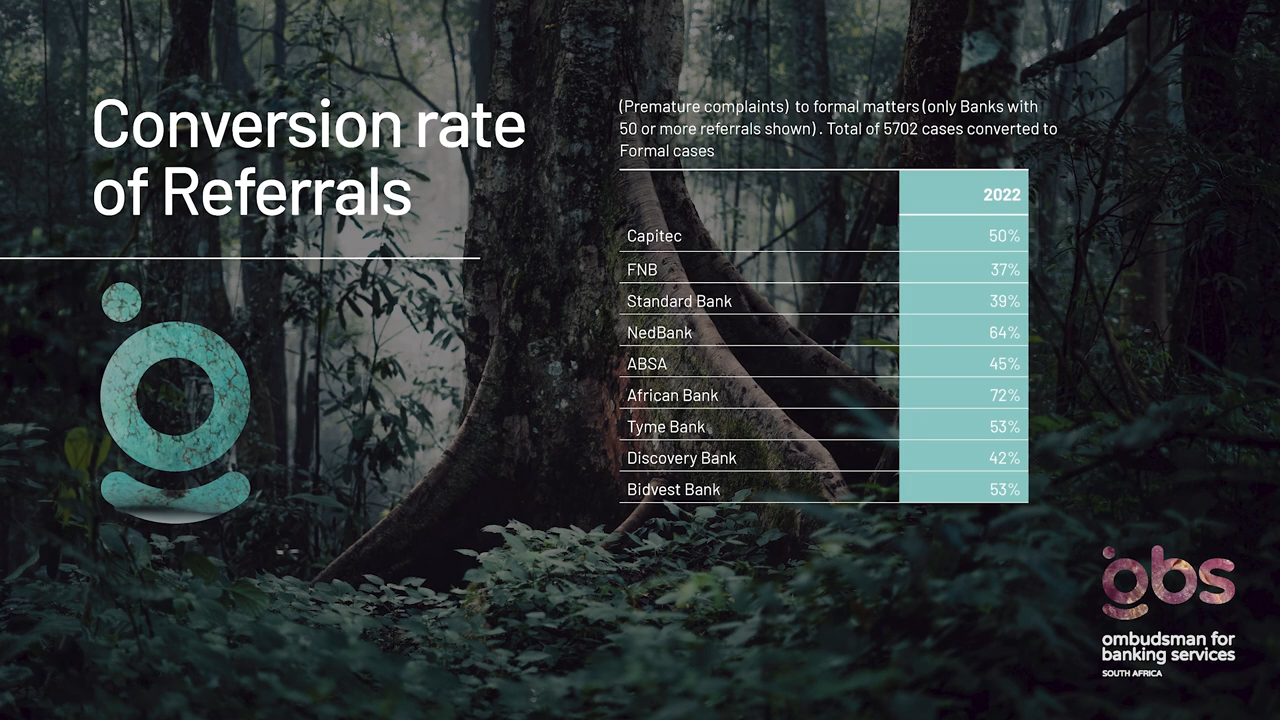 Conversion rate
of Referrals
(Premature complaints) to formal matters (only Banks with
50 or more referrals shown) . Total of 5702 cases converted to
Formal cases
2022
Capitec 50%
FNB 37%
Standard Bank 39%
NedBank 64%
ABSA 45%
African Bank 72%
Tyme Bank 53%
Discovery Bank 42%
Bidvest Bank 53%
obs
ombudsman for
banking services
SOUTH AFRICA